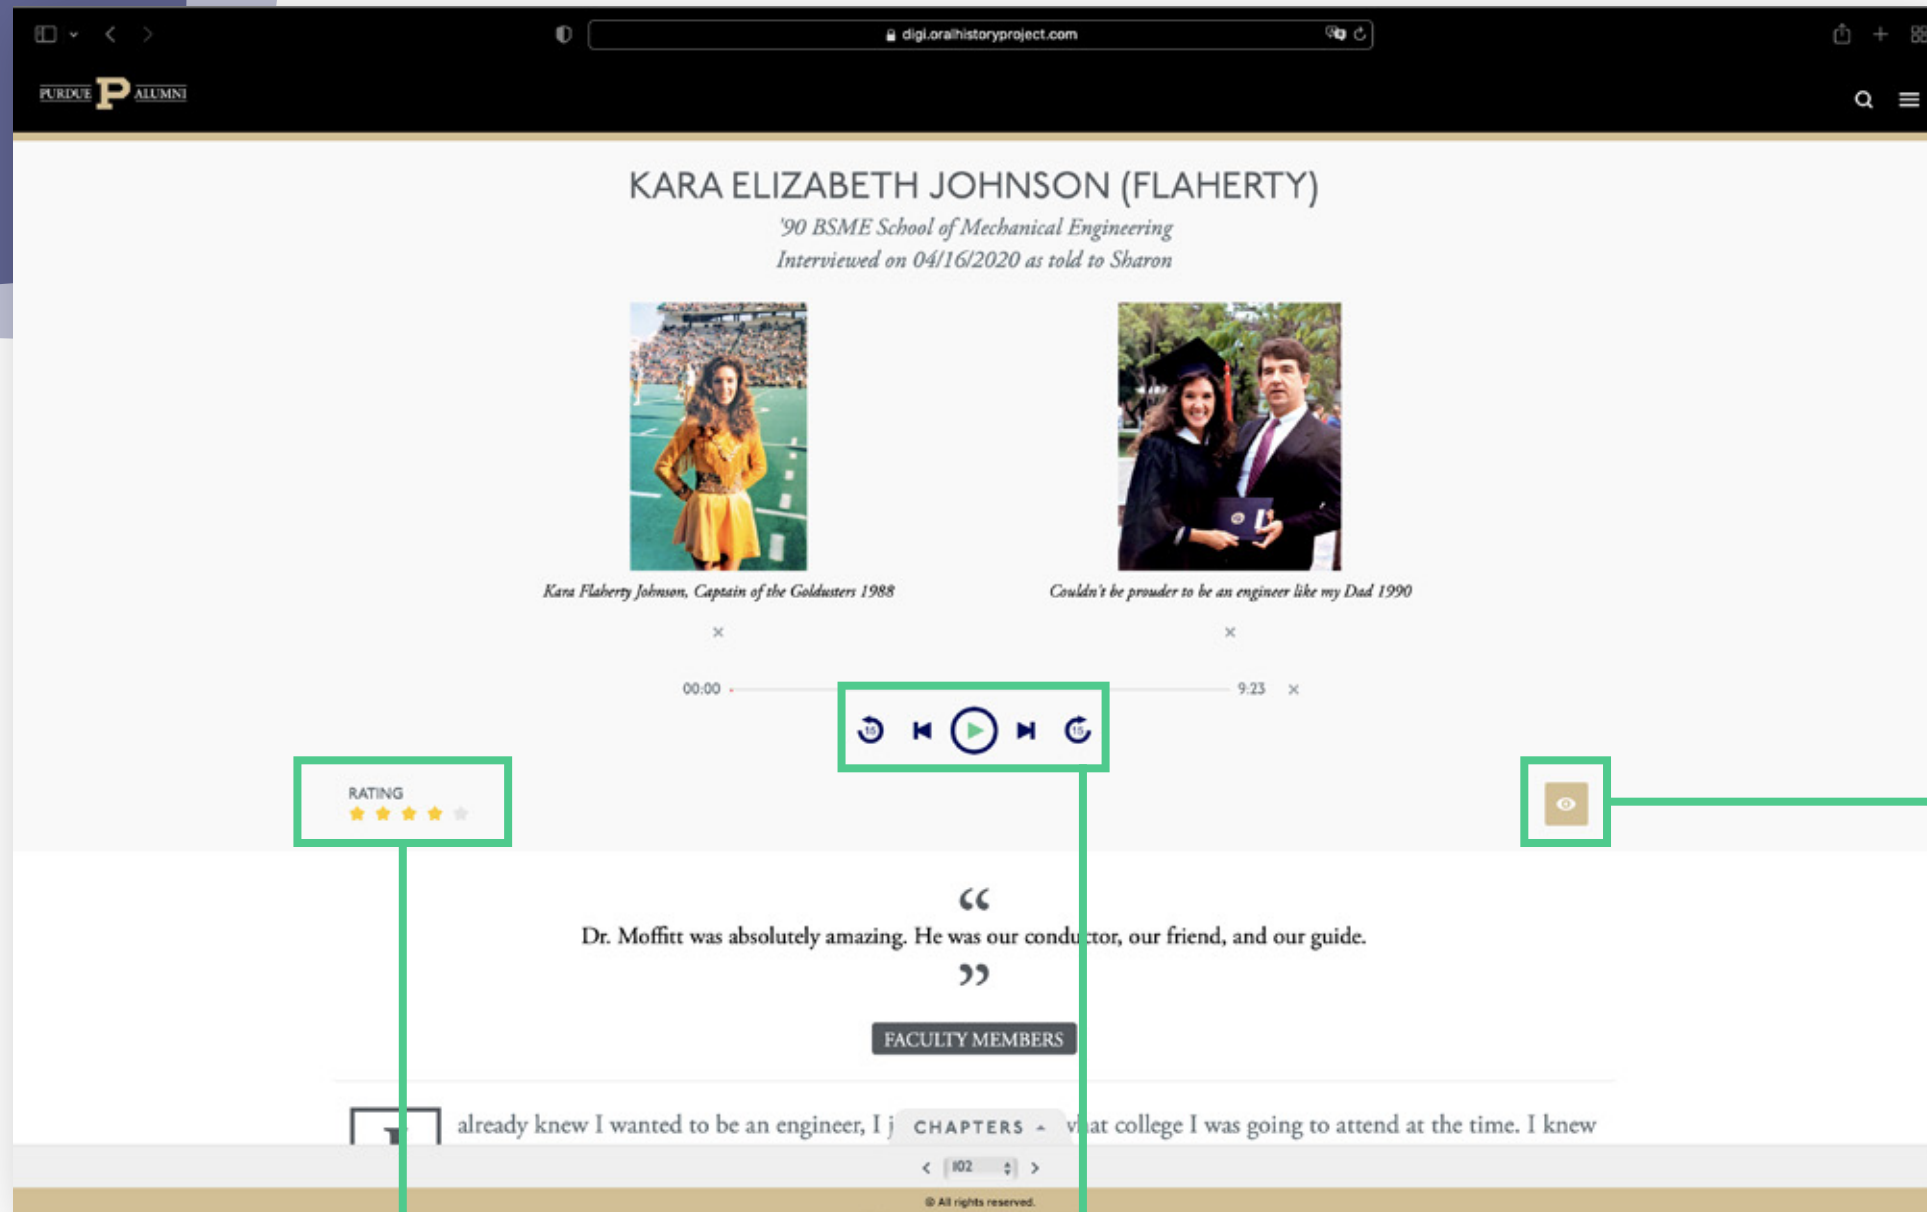 digi.oralhistoryproject.com
PURDUE P ALUMNI
KARA ELIZABETH JOHNSON (FLAHERTY)
'90 BSME School of Mechanical Engineering
Interviewed on 04/16/2020 as told to Sharon
Kara Flaherty Johnson, Captain of the Goldusters 1988
Couldn't be prouder to be an engineer like my Dad 1990
00:00
9:23
15
15
RATING
“
Dr. Moffitt was absolutely amazing. He was our conductor, our friend, and our guide.
”
FACULTY MEMBERS
already knew I wanted to be an engineer, I j
what college I was going to attend at the time. I knew
CHAPTERS
102
© All rights reserved.